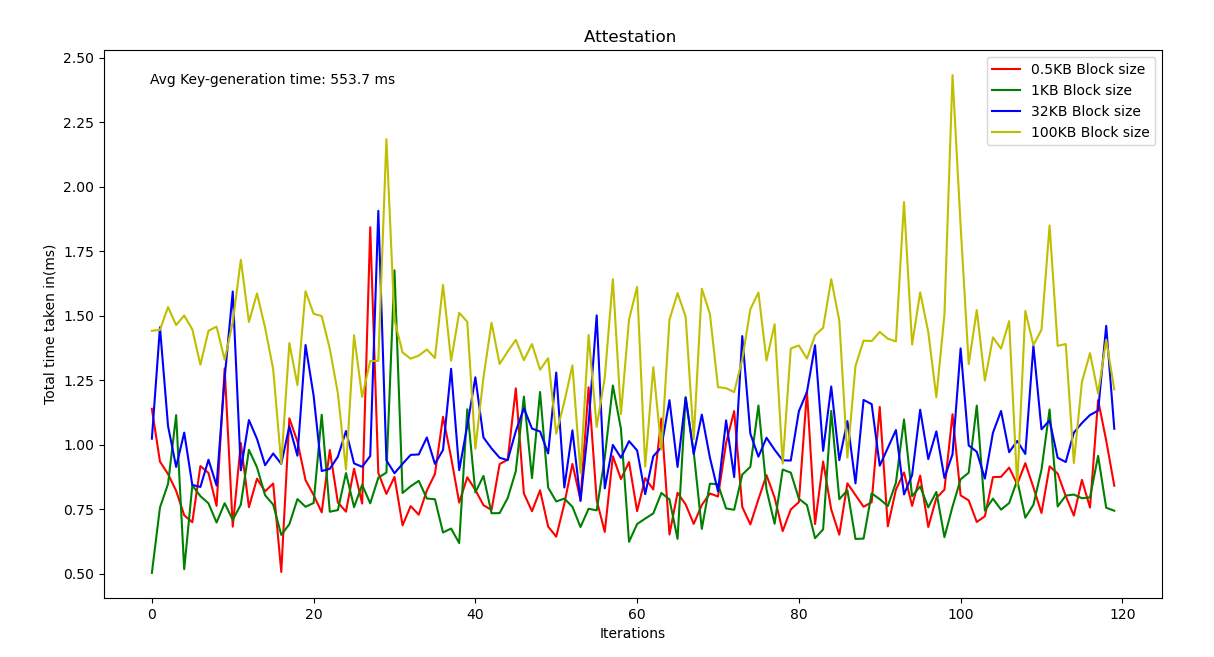 Attestation
Avg Key-generation time: 553.7 ms
0.5KB Block size
1KB Block size
32KB Block size
100KB Block size
Total time taken in(ms)
2.50
2.25
2.00
1.75
1.50
1.25
1.00
0.75
0.50
0 20 40 60 80 100 120
Iterations